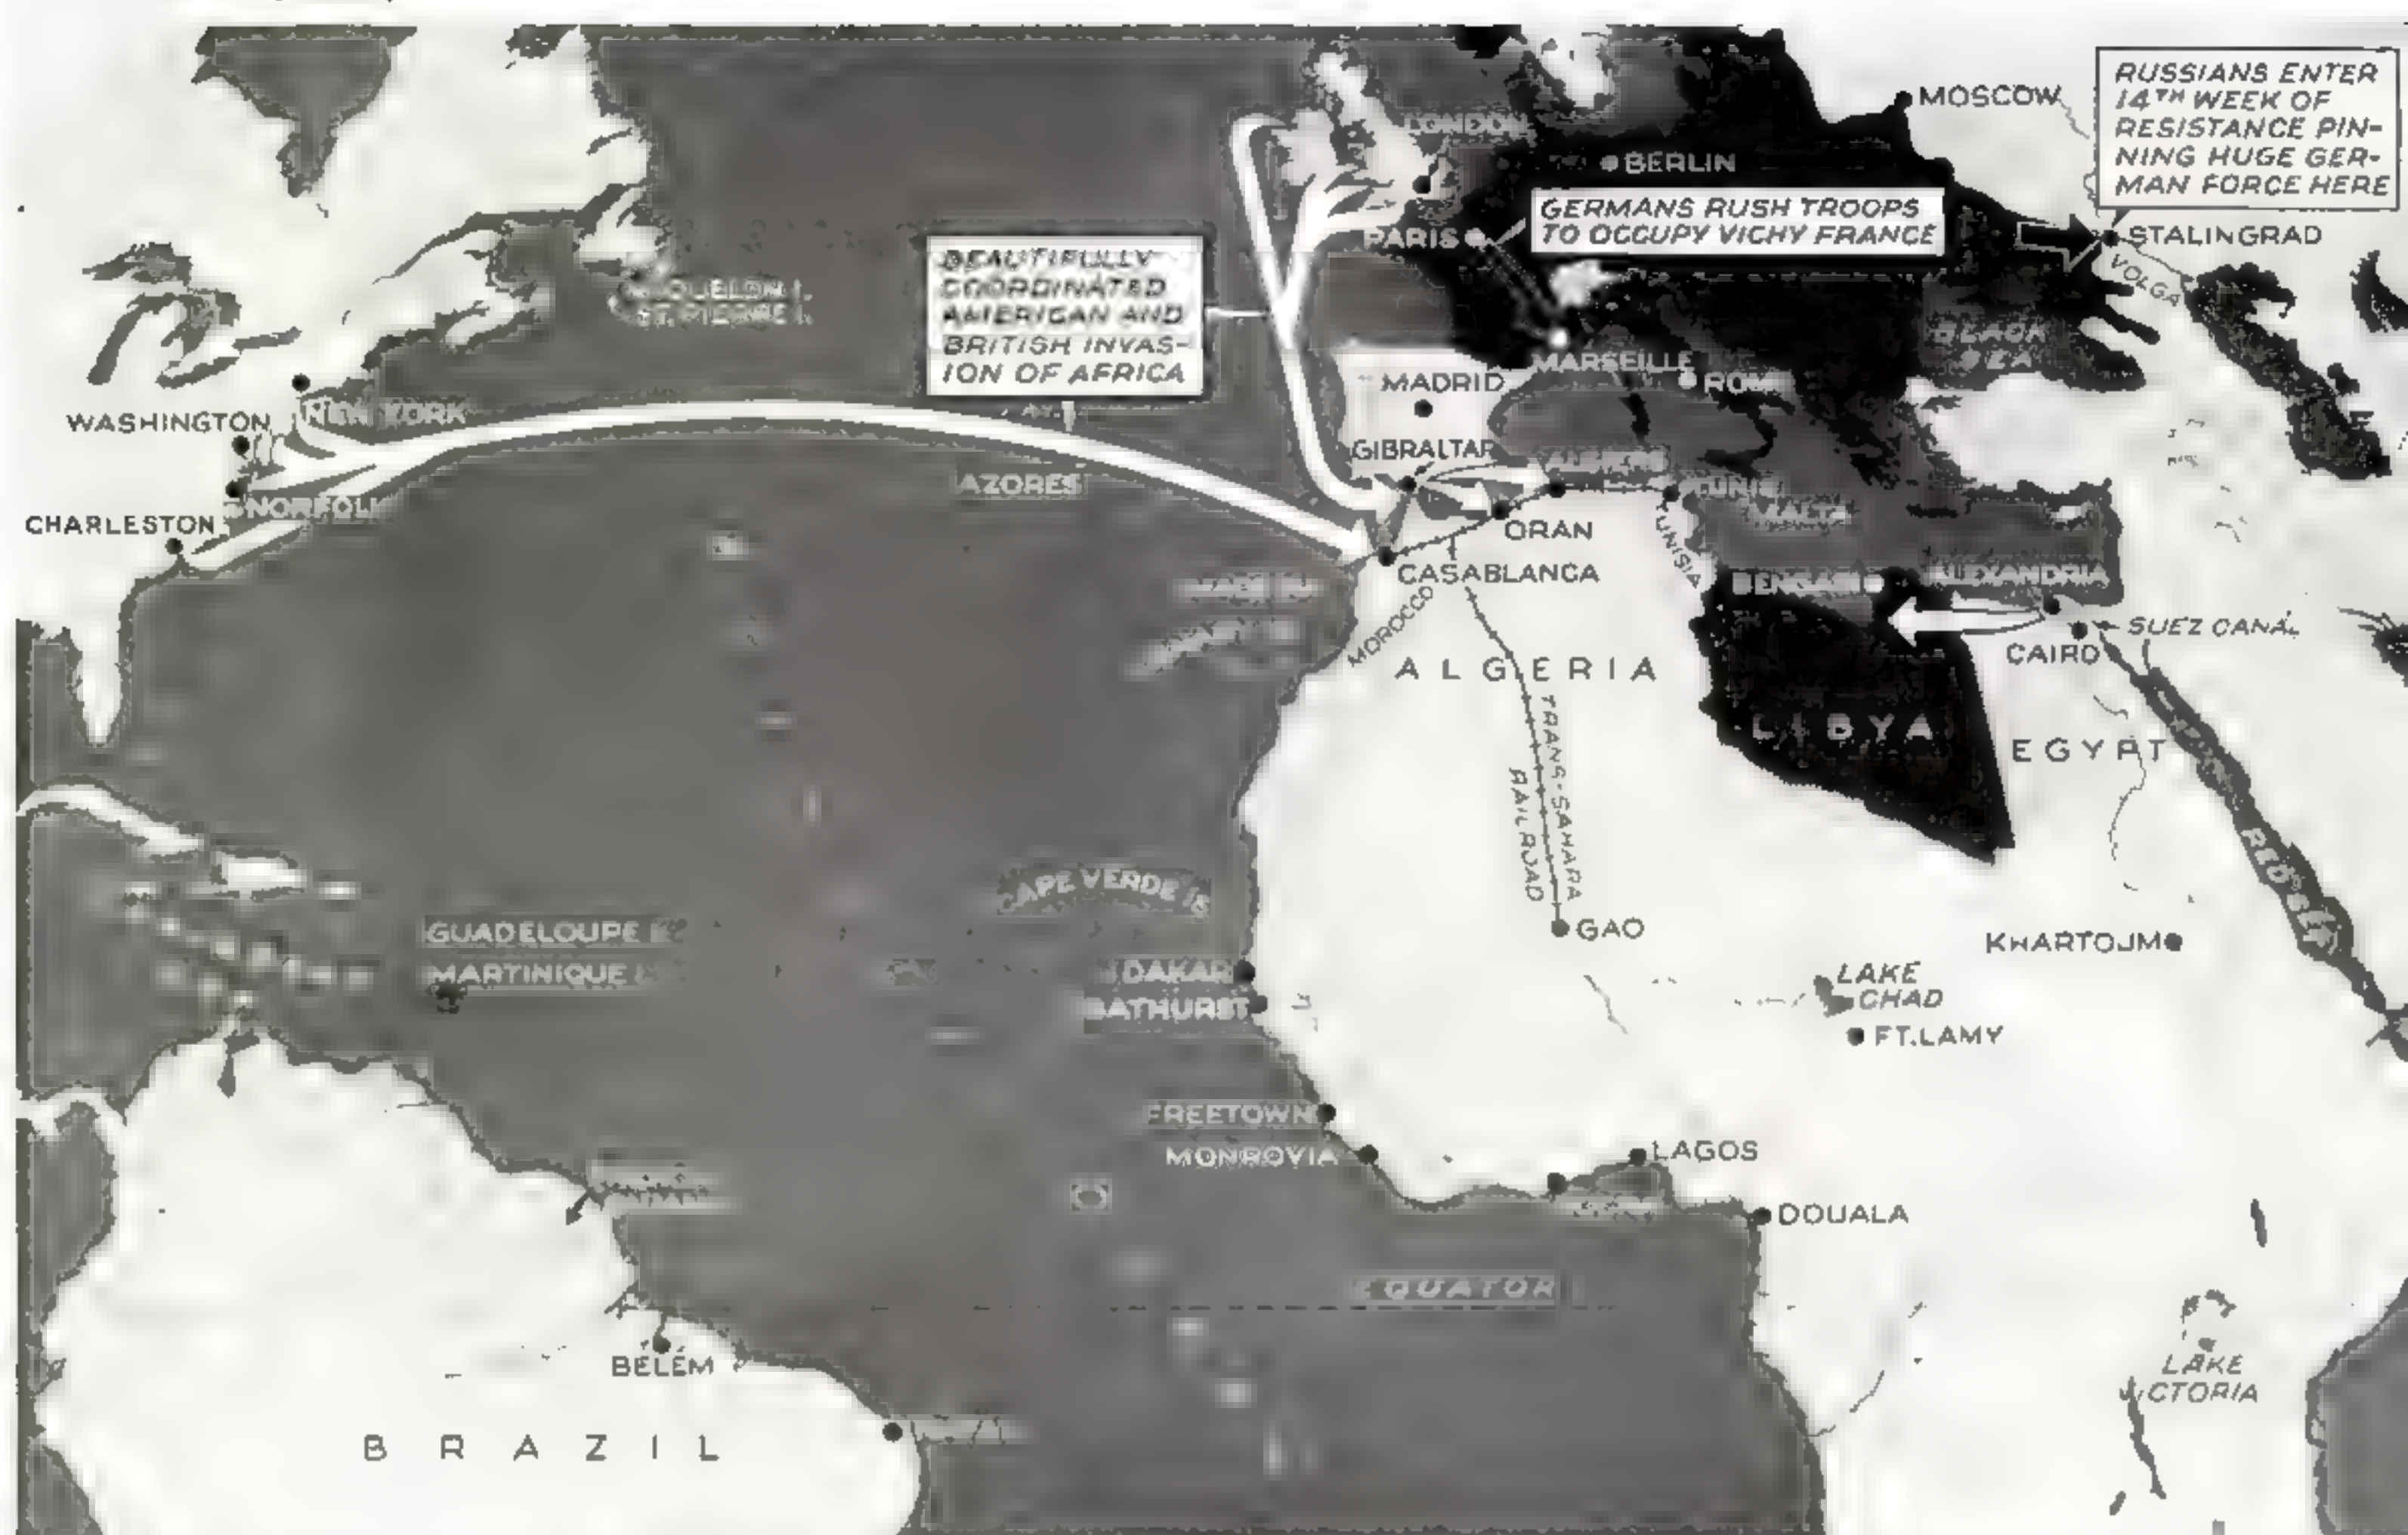 RUSSIANS ENTER
14TH WEEK OF
RESISTANCE PIN-
NING HUGE GER-
MAN FORCE HERE
MOSCOW
LONDON
BERLIN
GERMANS RUSH TROOPS
TO OCCUPY VICHY FRANCE
PARIS
STALINGRAD
VOLGA
BEAUTIFULLY
COORDINATED
AMERICAN AND
BRITISH INVAS-
ION OF AFRICA
BLACK
MARSEILLE
MADRID
WASHINGTON
NEW YORK
GIBRALTAR
AZORES
NORFOLK
CHARLESTON
ORAN
TUNISIA
CASABLANCA
MOROCCO
ALEXANDRIA
SUEZ CANAL
CAIRO
ALGERIA
TRANS-SAHARA
RAILROAD
LIBYA
EGYPT
RED SEA
CAPE VERDE IS
GUADELOUPE
MARTINIQUE
GAO
KHARTOUM
DAKAR
BATHURST
LAKE
CHAD
FT. LAMY
FREETOWN
MONROVIA
LAGOS
DOUALA
EQUATOR
BELÉM
LAKE
BRAZIL